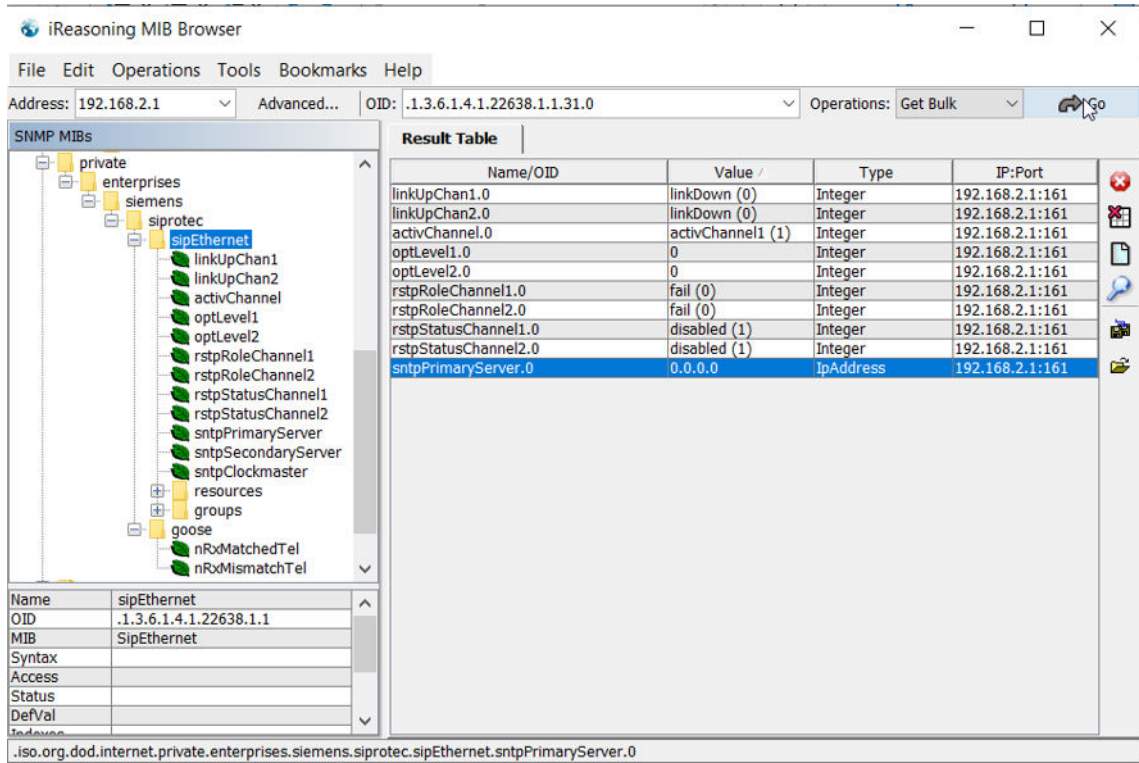 iReasoning MIB Browser
File Edit Operations Tools Bookmarks Help
Address: 192.168.2.1 Advanced... OID: .1.3.6.1.4.1.22638.1.1.31.0 Operations: Get Bulk Go
SNMP MIBs
private
enterprises
siemens
siprotec
sipEthernet
linkUpChan1
linkUpChan2
activChannel
optLevel1
optLevel2
rstpRoleChannel1
rstpRoleChannel2
rstpStatusChannel1
rstpStatusChannel2
sntpPrimaryServer
sntpSecondaryServer
sntpClockmaster
resources
groups
goose
nRxMatchedTel
nRxMismatchTel
Name sipEthernet
OID .1.3.6.1.4.1.22638.1.1
MIB SipEthernet
Syntax
Access
Status
DefVal
Indexes
Result Table
Name/OID Value Type IP:Port
linkUpChan1.0 linkDown (0) Integer 192.168.2.1:161
linkUpChan2.0 linkDown (0) Integer 192.168.2.1:161
activChannel.0 activChannel1 (1) Integer 192.168.2.1:161
optLevel1.0 0 Integer 192.168.2.1:161
optLevel2.0 0 Integer 192.168.2.1:161
rstpRoleChannel1.0 fail (0) Integer 192.168.2.1:161
rstpRoleChannel2.0 fail (0) Integer 192.168.2.1:161
rstpStatusChannel1.0 disabled (1) Integer 192.168.2.1:161
rstpStatusChannel2.0 disabled (1) Integer 192.168.2.1:161
sntpPrimaryServer.0 0.0.0.0 IpAddress 192.168.2.1:161
.iso.org.dod.internet.private.enterprises.siemens.siprotec.sipEthernet.sntpPrimaryServer.0